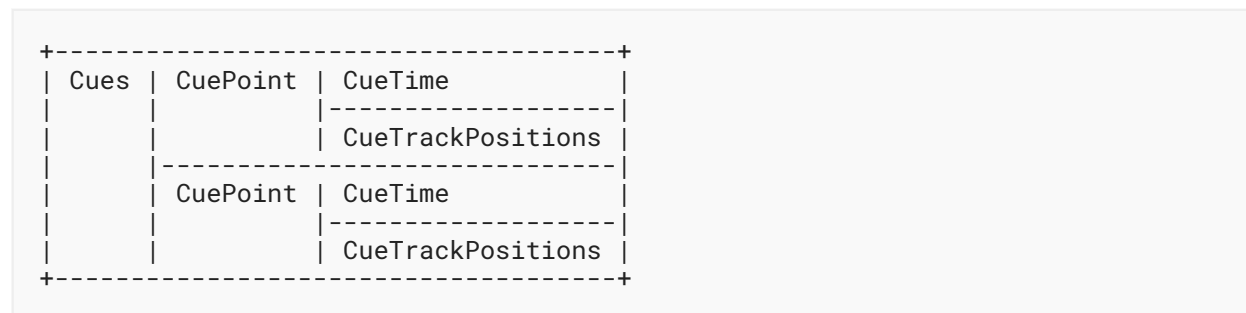 +-------------------------------------+
| Cues | CuePoint | CueTime           |
|      |          |-------------------|
|      |          | CueTrackPositions |
|      |------------------------------|
|      | CuePoint | CueTime           |
|      |          |-------------------|
|      |          | CueTrackPositions |
+-------------------------------------+